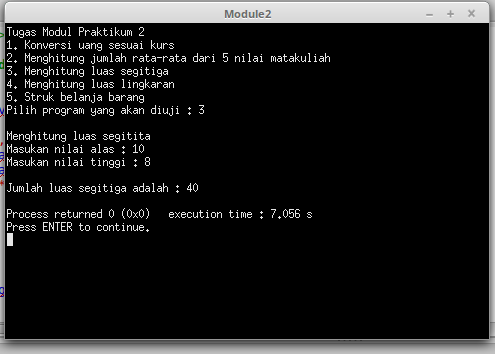 Module2
Tugas Modul Praktikum 2
1. Konversi uang sesuai kurs
2. Menghitung jumlah rata-rata dari 5 nilai matakuliah
3. Menghitung luas segitiga
4. Menghitung luas lingkaran
5. Struk belanja barang
Pilih program yang akan diuji : 3
Menghitung luas segitita
Masukan nilai alas : 10
Masukan nilai tinggi : 8
Jumlah luas segitiga adalah : 40
Process returned 0 (0x0)   execution time : 7.056 s
Press ENTER to continue.